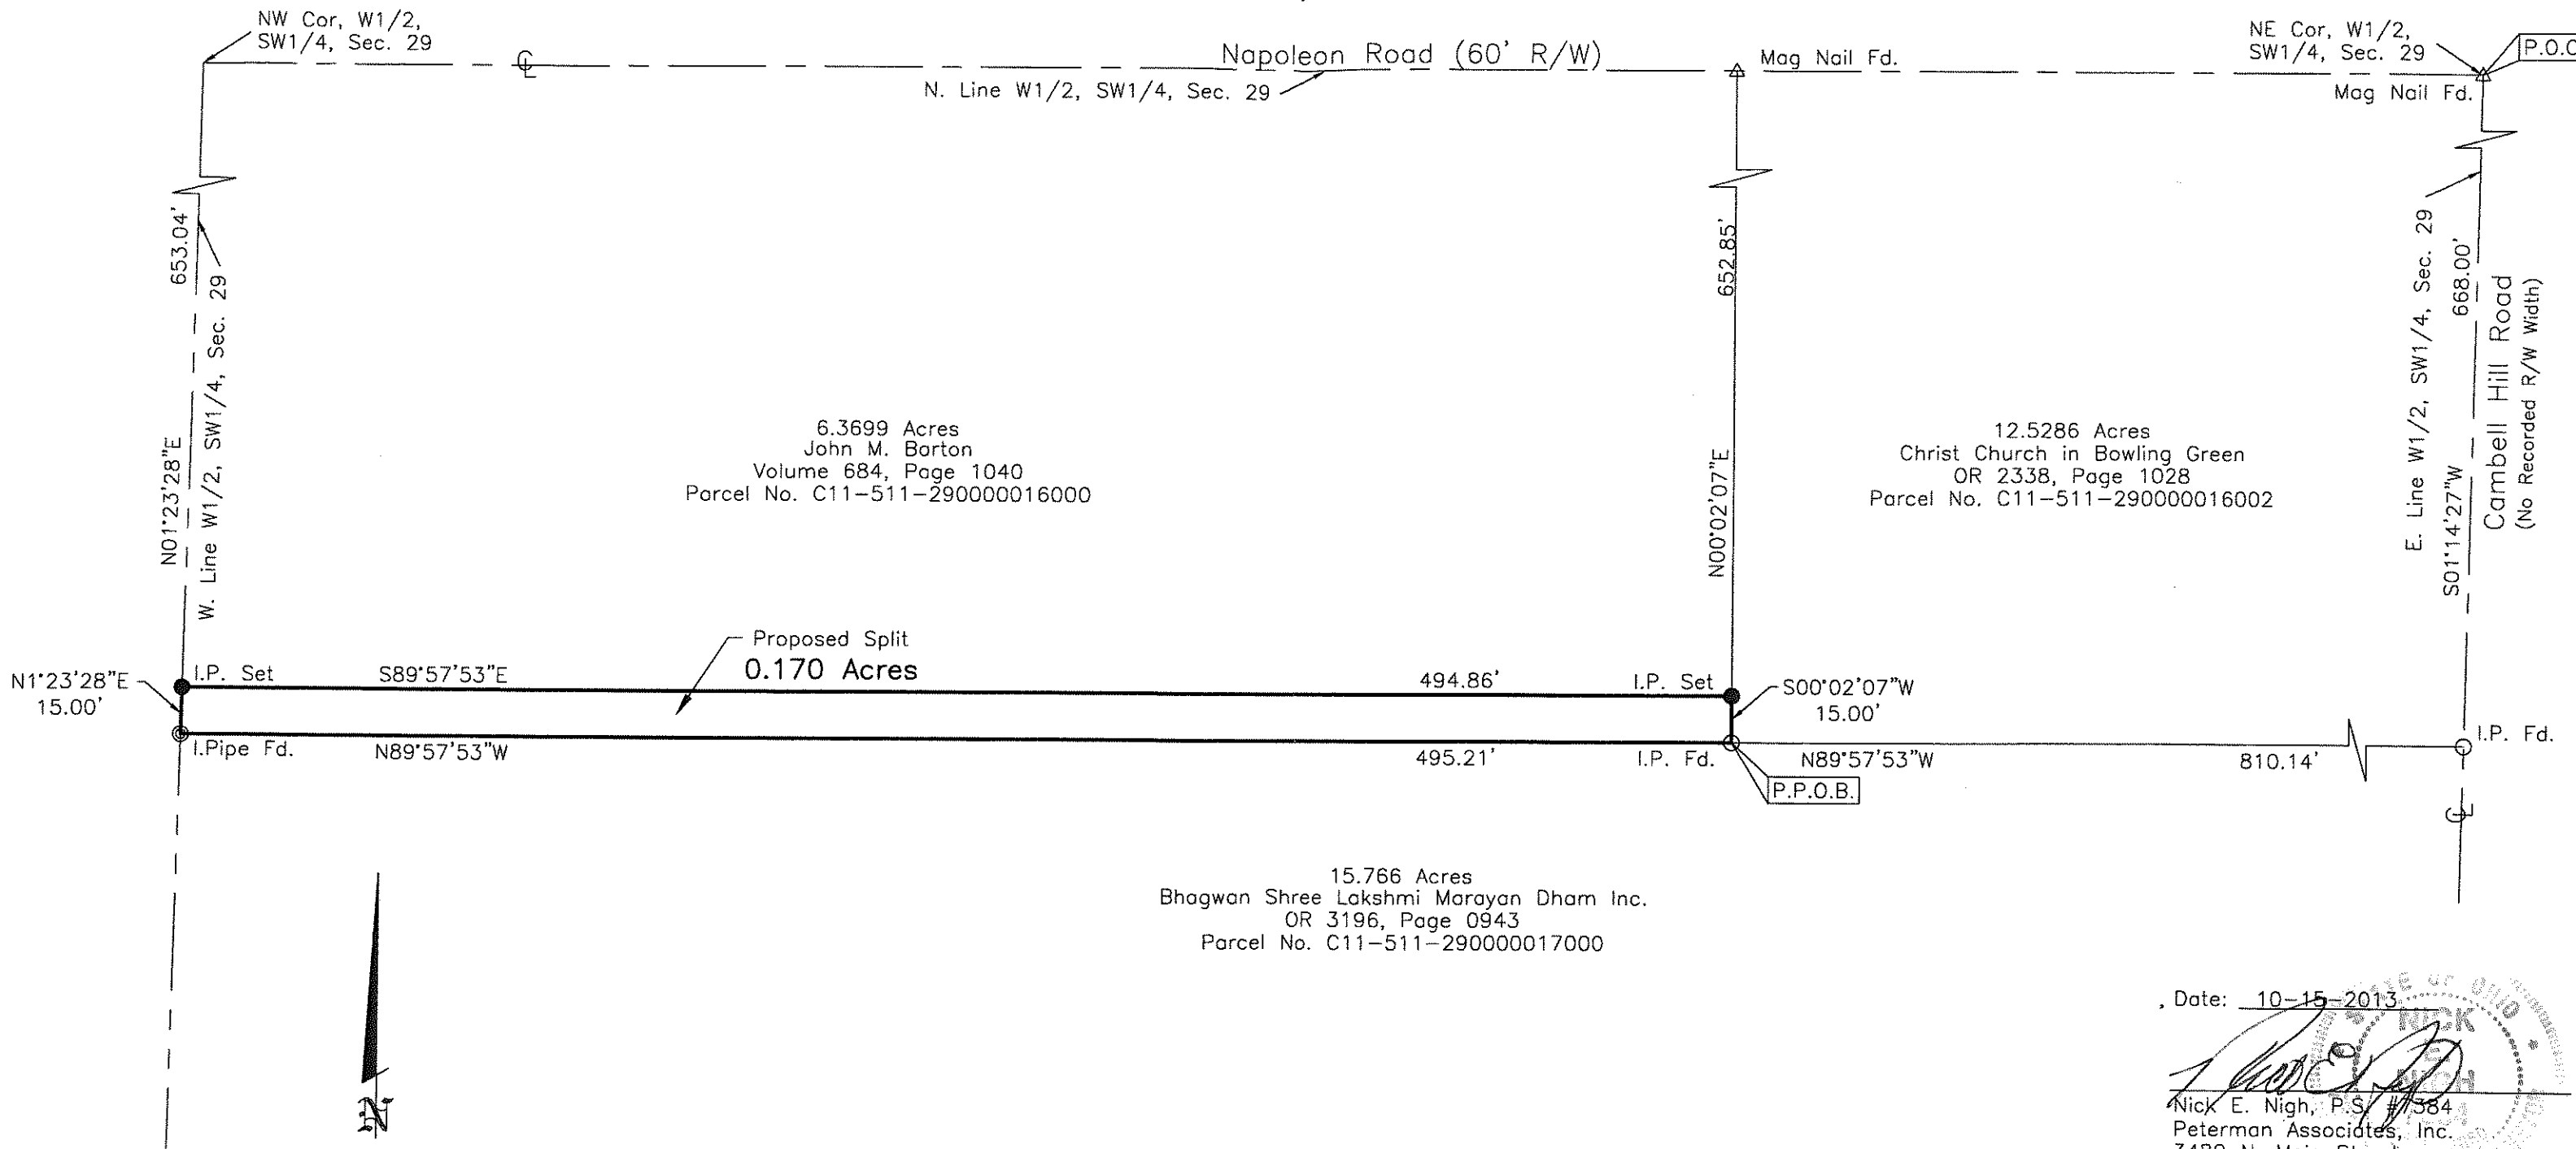 NW Cor, W1/2,
SW1/4, Sec. 29
Napoleon Road (60' R/W)
N. Line W1/2, SW1/4, Sec. 29
Mag Nail Fd.
NE Cor, W1/2,
SW1/4, Sec. 29
P.O.C
Mag Nail Fd.
653.04'
N01°23'28"E
W. Line W1/2, SW1/4, Sec. 29
652.85'
N00°02'07"E
E. Line W1/2, SW1/4, Sec. 29
668.00'
S01°14'27"W
Cambell Hill Road
(No Recorded R/W Width)
6.3699 Acres
John M. Barton
Volume 684, Page 1040
Parcel No. C11-511-290000016000
12.5286 Acres
Christ Church in Bowling Green
OR 2338, Page 1028
Parcel No. C11-511-290000016002
Proposed Split
0.170 Acres
N1°23'28"E
15.00'
I.P. Set
S89°57'53"E
494.86'
I.P. Set
S00°02'07"W
15.00'
I.Pipe Fd.
N89°57'53"W
495.21'
I.P. Fd.
P.P.O.B.
N89°57'53"W
810.14'
I.P. Fd.
15.766 Acres
Bhagwan Shree Lakshmi Marayan Dham Inc.
OR 3196, Page 0943
Parcel No. C11-511-290000017000
N
Date: 10-15-2013
NICK
E.
Nick E. Nigh, P.S. #7384
Peterman Associates, Inc.